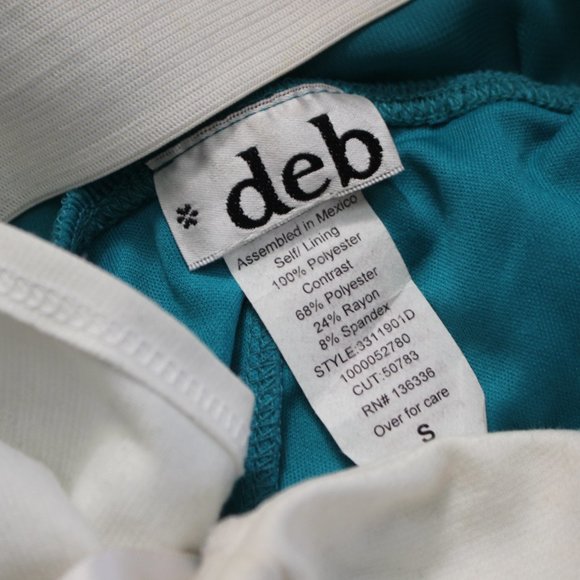 * deb
Assembled in Mexico
Self/ Lining
100% Polyester
Contrast
68% Polyester
24% Rayon
8% Spandex
STYLE:3311901D
1000052780
CUT:50783
RN# 136336
Over for care
S